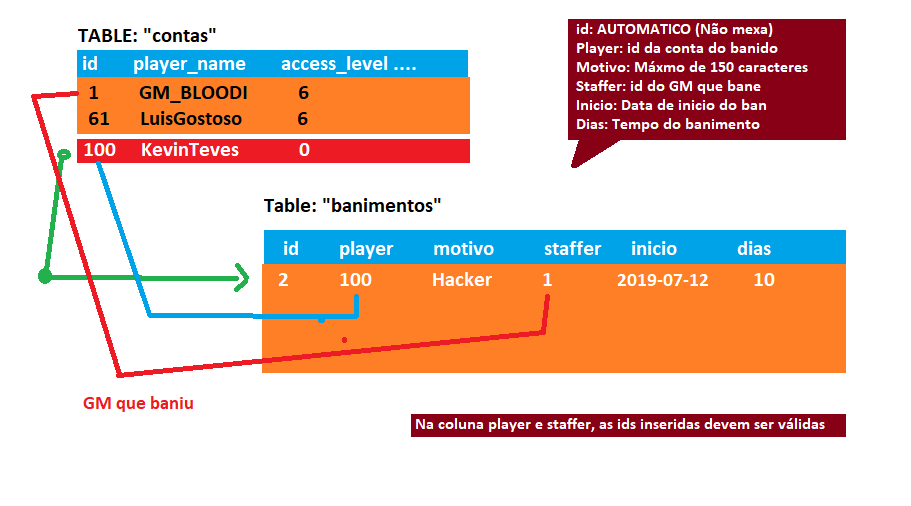 TABLE: "contas"
id player_name access_level ....
1 GM_BLOODI 6
61 LuisGostoso 6
100 KevinTeves 0
id: AUTOMATICO (Não mexa)
Player: id da conta do banido
Motivo: Máxmo de 150 caracteres
Staffer: id do GM que bane
Inicio: Data de inicio do ban
Dias: Tempo do banimento
Table: "banimentos"
id player motivo staffer inicio dias
2 100 Hacker 1 2019-07-12 10
GM que baniu
Na coluna player e staffer, as ids inseridas devem ser válidas